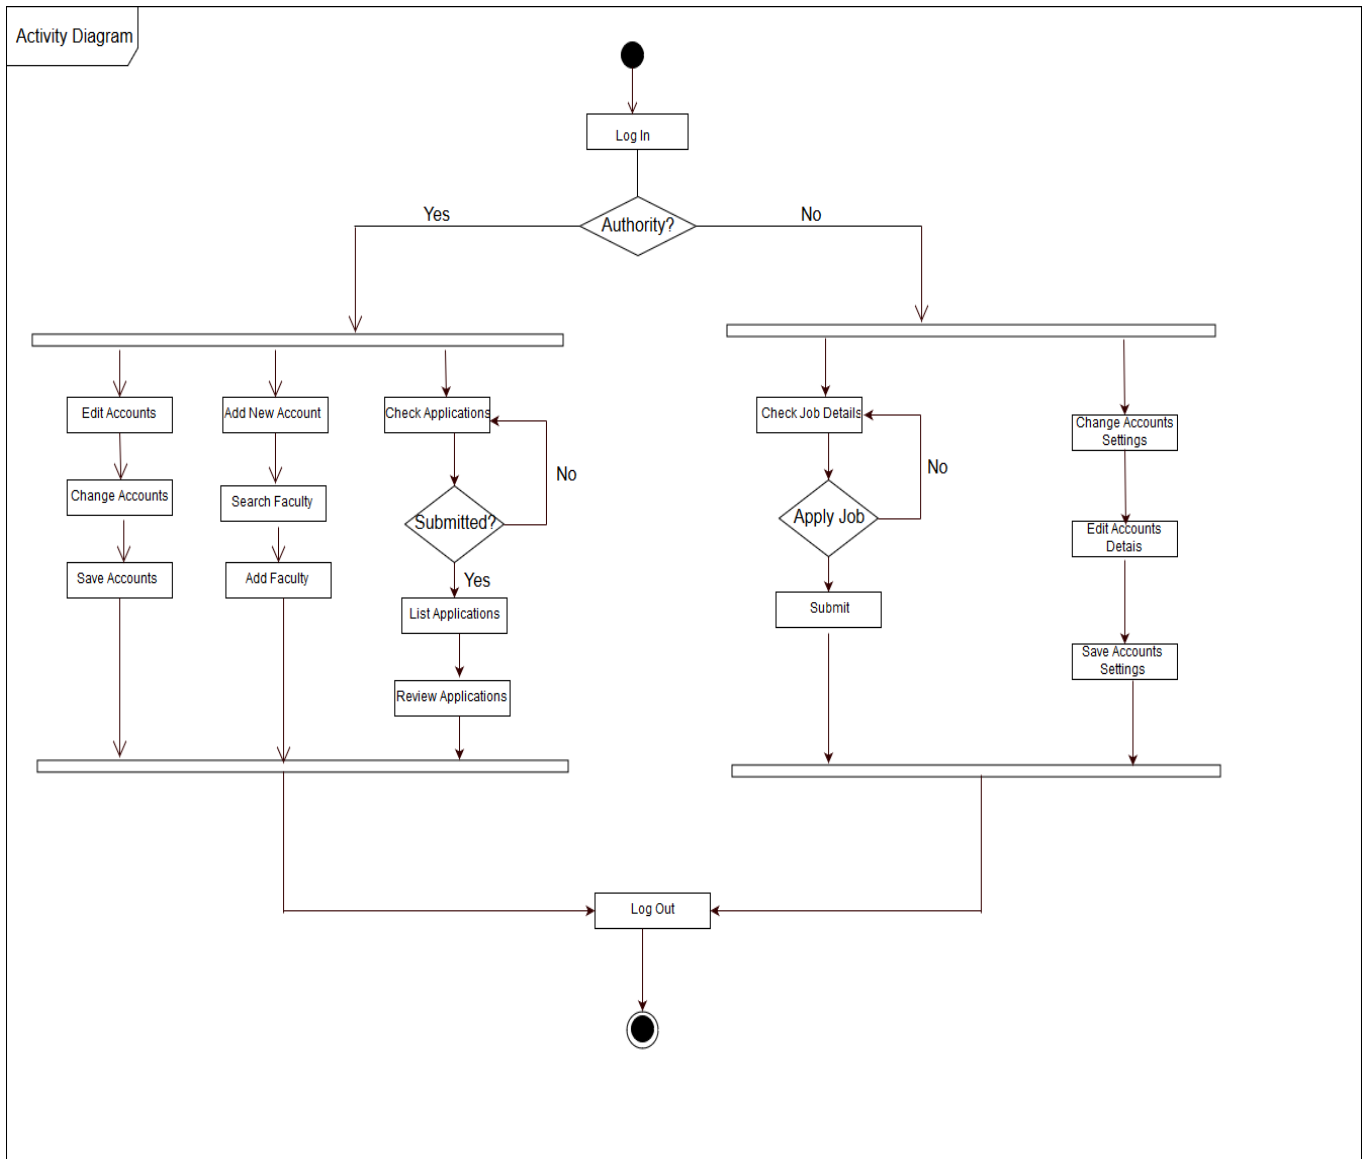 Activity Diagram
Log In
Authority?
Yes
No
Edit Accounts
Add New Account
Check Applications
Check Job Details
Change Accounts
Settings
No
No
Change Accounts
Search Faculty
Submitted?
Apply Job
Edit Accounts
Detais
Save Accounts
Add Faculty
Yes
List Applications
Submit
Save Accounts
Settings
Review Applications
Log Out